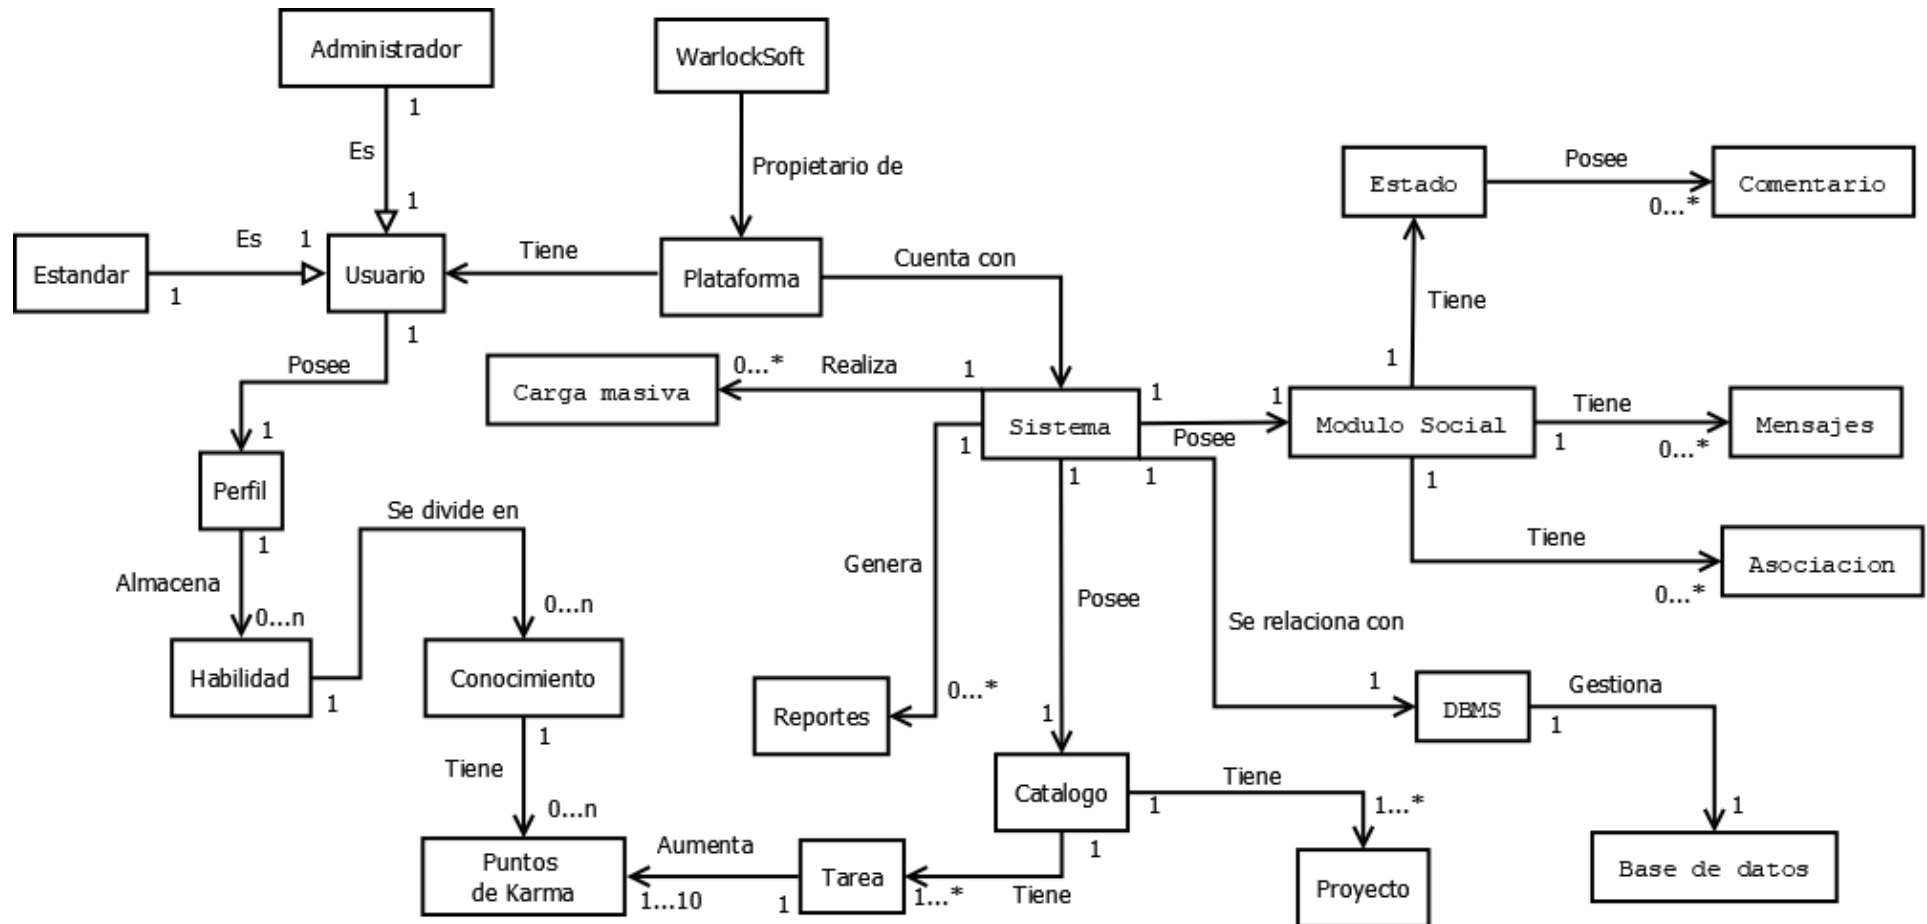 Administrador
WarlockSoft
1
Es
Propietario de
Estado
Posee
Comentario
0...*
1
Es
1
Estandar
1
Usuario
Tiene
Plataforma
Cuenta con
Tiene
1
Posee
Carga masiva
0...*
Realiza
1
1
Sistema
1
Posee
1
1
Modulo Social
Tiene
1
0...*
Mensajes
1
Perfil
1
1
1
1
Se divide en
Almacena
0...n
0...n
Genera
Posee
Tiene
Asociacion
0...*
Se relaciona con
Habilidad
1
Conocimiento
1
Reportes
0...*
1
1
DBMS
1
Gestiona
Tiene
0...n
Catalogo
1
Tiene
1...*
1
1
Base de datos
Puntos
de Karma
Aumenta
1...10
1
Tarea
1...*
Tiene
Proyecto